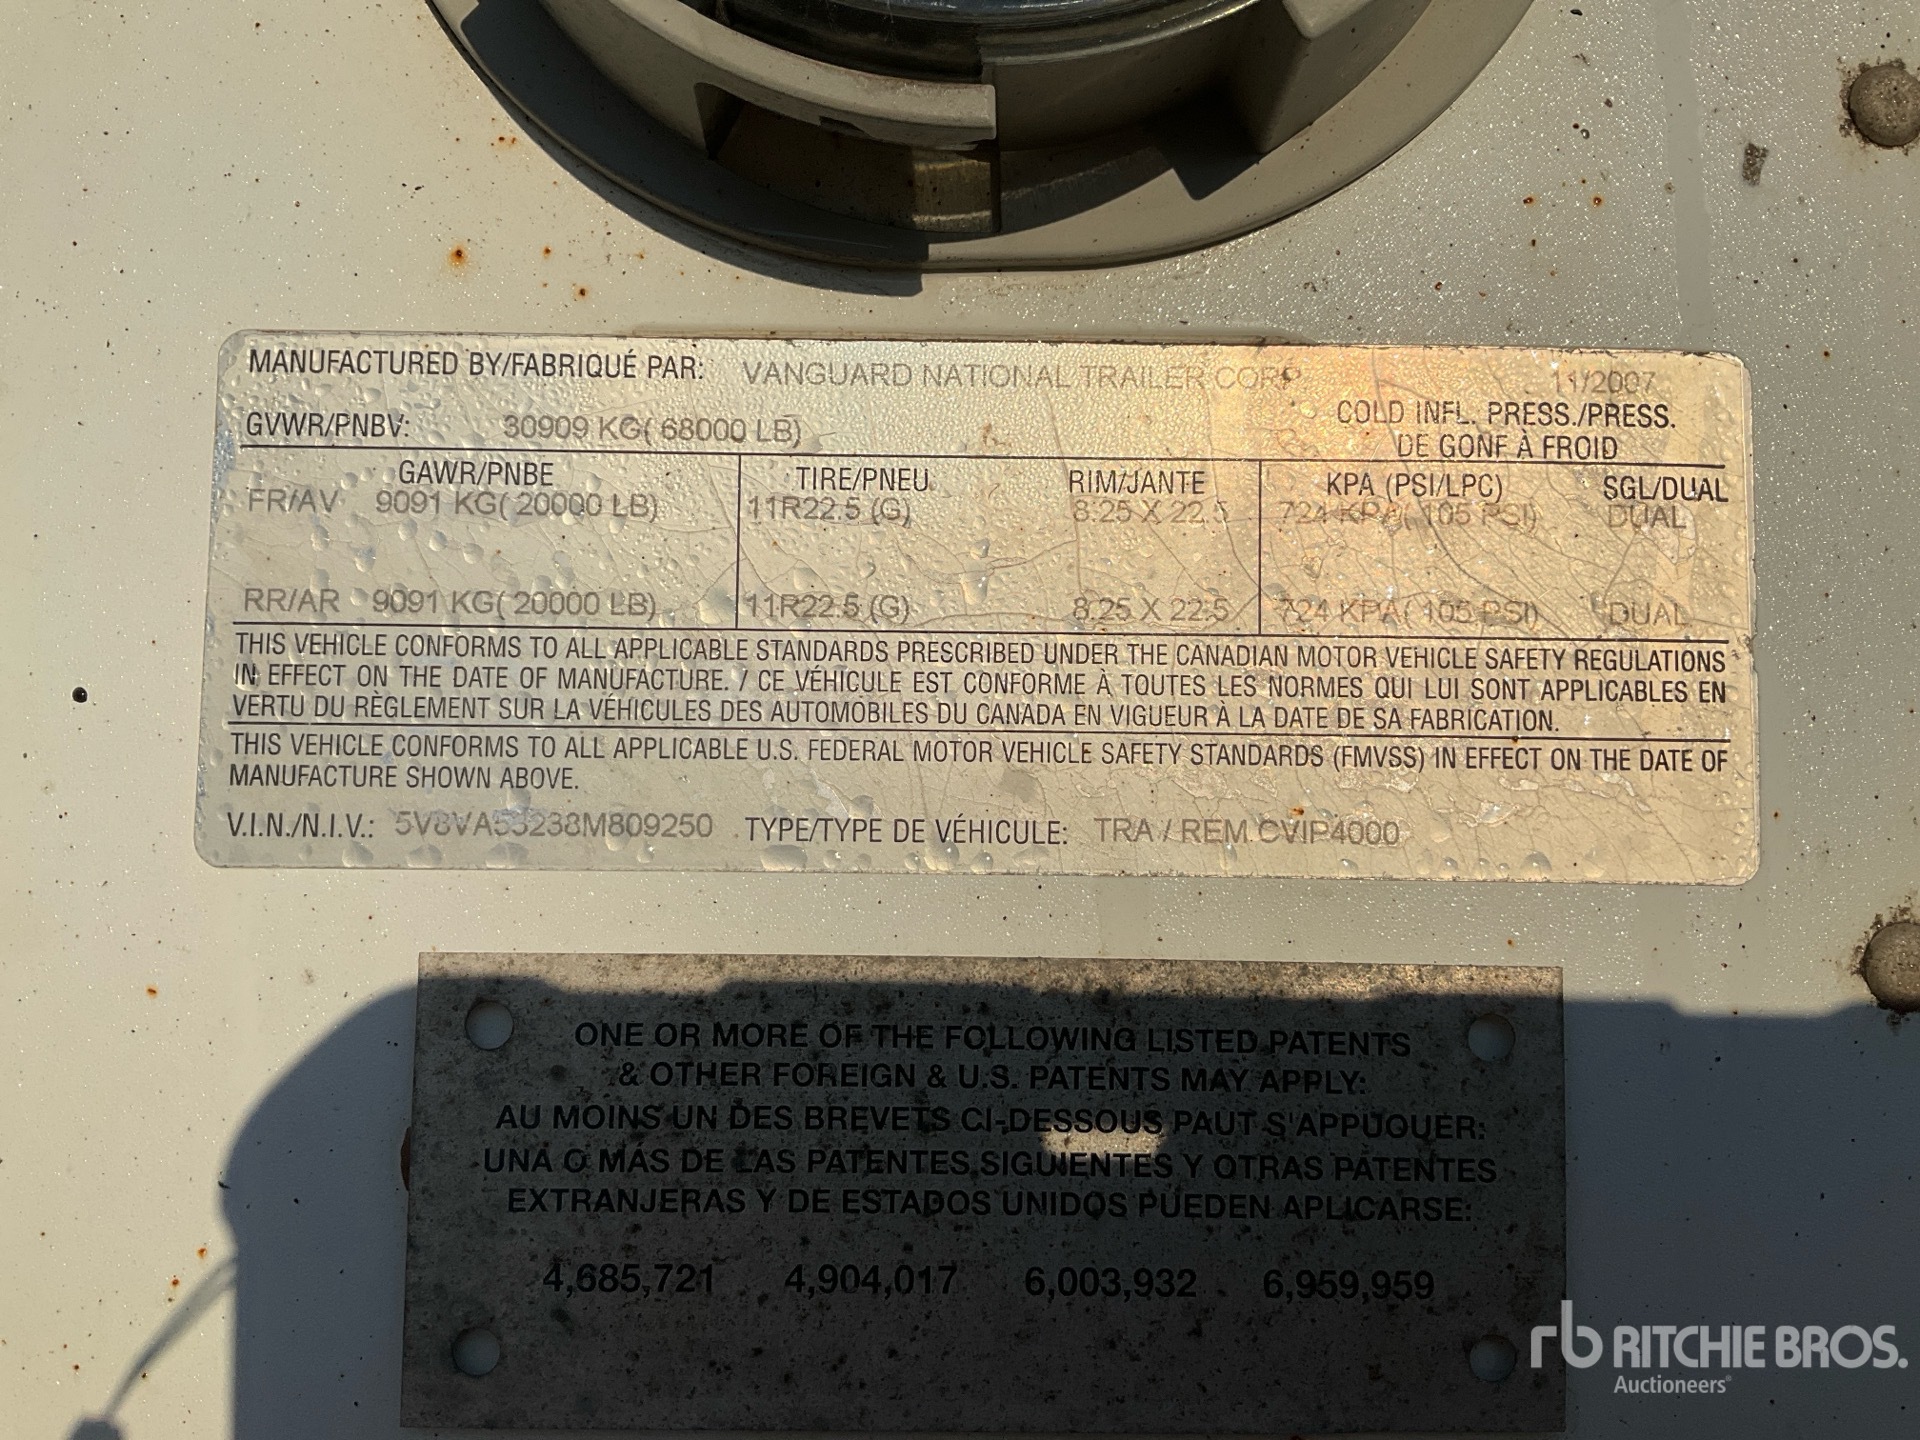 MANUFACTURED BY/FABRIQUÉ PAR: VANGUARD NATIONAL TRAILER CORP 11/2007
GVWR/PNBV: 30909 KG( 68000 LB)
COLD INFL. PRESS./PRESS.
DE GONF À FROID
GAWR/PNBE TIRE/PNEU RIM/JANTE KPA (PSI/LPC) SGL/DUAL
FR/AV 9091 KG( 20000 LB) 11R22.5 (G) 8.25 X 22.5 724 KPA( 105 PSI) DUAL
RR/AR 9091 KG( 20000 LB) 11R22.5 (G) 8.25 X 22.5 724 KPA( 105 PSI) DUAL
THIS VEHICLE CONFORMS TO ALL APPLICABLE STANDARDS PRESCRIBED UNDER THE CANADIAN MOTOR VEHICLE SAFETY REGULATIONS
IN EFFECT ON THE DATE OF MANUFACTURE. / CE VÉHICULE EST CONFORME À TOUTES LES NORMES QUI LUI SONT APPLICABLES EN
VERTU DU RÈGLEMENT SUR LA VÉHICULES DES AUTOMOBILES DU CANADA EN VIGUEUR À LA DATE DE SA FABRICATION.
THIS VEHICLE CONFORMS TO ALL APPLICABLE U.S. FEDERAL MOTOR VEHICLE SAFETY STANDARDS (FMVSS) IN EFFECT ON THE DATE OF
MANUFACTURE SHOWN ABOVE.
V.I.N./N.I.V.: 5V8VA53238M809250 TYPE/TYPE DE VÉHICULE: TRA / REM CVIP4000
ONE OR MORE OF THE FOLLOWING LISTED PATENTS
& OTHER FOREIGN & U.S. PATENTS MAY APPLY:
AU MOINS UN DES BREVETS CI-DESSOUS PAUT S'APPUQUER:
UNA O MÁS DE LAS PATENTES SIGUIENTES Y OTRAS PATENTES
EXTRANJERAS Y DE ESTADOS UNIDOS PUEDEN APLICARSE:
4,685,721 4,904,017 6,003,932 6,959,959
rb RITCHIE BROS.
Auctioneers